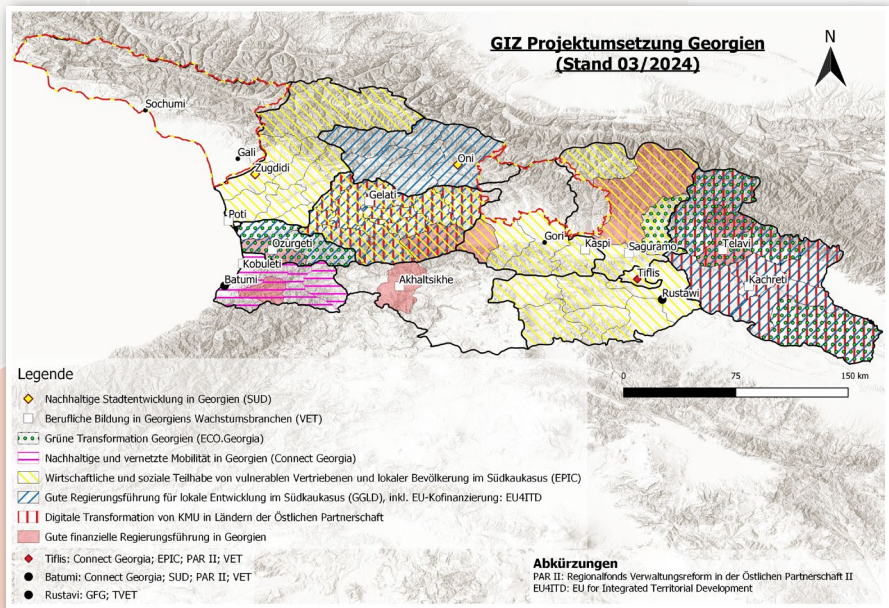 GIZ Projektumsetzung Georgien
(Stand 03/2024)
N
Sochumi
Gali
Zugdidi
Oni
Gelati
Poti
Ozurgeti
Kobuleti
Batumi
Akhaltsikhe
Gori
Kaspi
Saguramo
Tiflis
Rustawi
Telavi
Kachreti
0 75 150 km
Legende
Nachhaltige Stadtentwicklung in Georgien (SUD)
Berufliche Bildung in Georgiens Wachstumsbranchen (VET)
Grüne Transformation Georgien (ECO.Georgia)
Nachhaltige und vernetzte Mobilität in Georgien (Connect Georgia)
Wirtschaftliche und soziale Teilhabe von vulnerablen Vertriebenen und lokaler Bevölkerung im Südkaukasus (EPIC)
Gute Regierungsführung für lokale Entwicklung im Südkaukasus (GGLD), inkl. EU-Kofinanzierung: EU4ITD
Digitale Transformation von KMU in Ländern der Östlichen Partnerschaft
Gute finanzielle Regierungsführung in Georgien
Tiflis: Connect Georgia; EPIC; PAR II; VET
Batumi: Connect Georgia; SUD; PAR II; VET
Rustavi: GFG; TVET
Abkürzungen
PAR II: Regionalfonds Verwaltungsreform in der Östlichen Partnerschaft II
EU4ITD: EU for Integrated Territorial Development